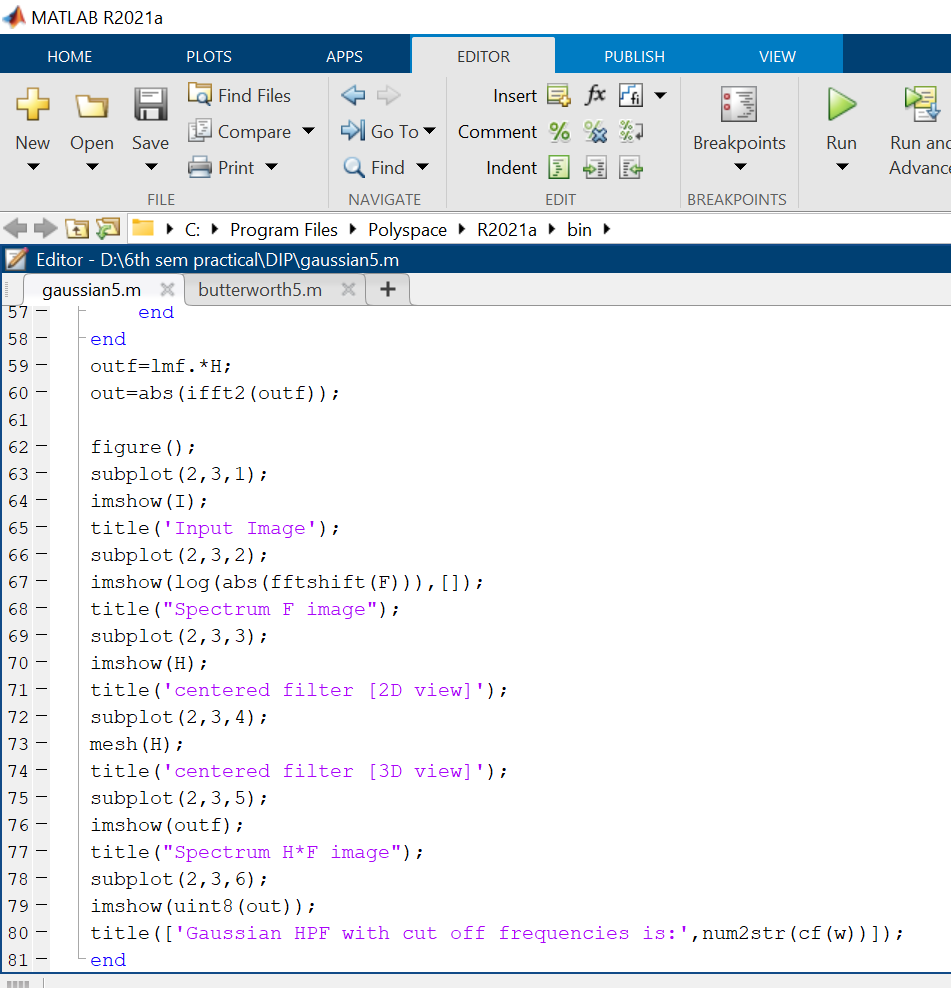 MATLAB R2021a
HOME PLOTS APPS EDITOR PUBLISH VIEW
New Open Save Find Files Compare Print
FILE
Go To Find
NAVIGATE
Insert fx fi
Comment
Indent
EDIT
Breakpoints
BREAKPOINTS
Run
Run and
Advance
C: Program Files Polyspace R2021a bin
Editor - D:\6th sem practical\DIP\gaussian5.m
gaussian5.m butterworth5.m +
57 end
58 end
59 outf=lmf.*H;
60 out=abs(ifft2(outf));
61
62 figure();
63 subplot(2,3,1);
64 imshow(I);
65 title('Input Image');
66 subplot(2,3,2);
67 imshow(log(abs(fftshift(F))),[]);
68 title("Spectrum F image");
69 subplot(2,3,3);
70 imshow(H);
71 title('centered filter [2D view]');
72 subplot(2,3,4);
73 mesh(H);
74 title('centered filter [3D view]');
75 subplot(2,3,5);
76 imshow(outf);
77 title("Spectrum H*F image");
78 subplot(2,3,6);
79 imshow(uint8(out));
80 title(['Gaussian HPF with cut off frequencies is:',num2str(cf(w))]);
81 end